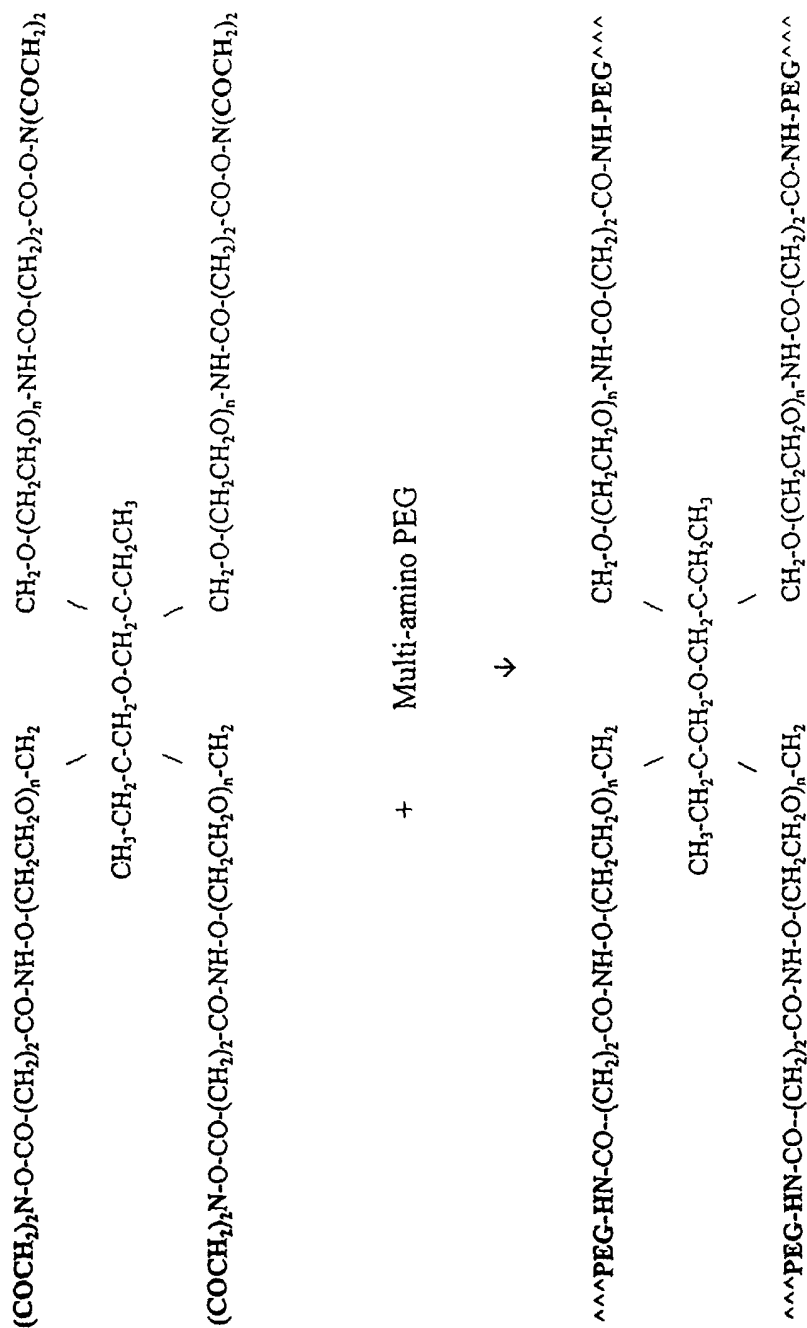 (COCH₂)₂N-O-CO-(CH₂)₂-CO-NH-O-(CH₂CH₂O)ₙ-CH₂ CH₂-O-(CH₂CH₂O)ₙ-NH-CO-(CH₂)₂-CO-O-N(COCH₂)₂
\ /
CH₃-CH₂-C-CH₂-O-CH₂-C-CH₂CH₃
/ \
(COCH₂)₂N-O-CO-(CH₂)₂-CO-NH-O-(CH₂CH₂O)ₙ-CH₂ CH₂-O-(CH₂CH₂O)ₙ-NH-CO-(CH₂)₂-CO-O-N(COCH₂)₂
+ Multi-amino PEG
↓
^^^PEG-HN-CO--(CH₂)₂-CO-NH-O-(CH₂CH₂O)ₙ-CH₂ CH₂-O-(CH₂CH₂O)ₙ-NH-CO-(CH₂)₂-CO-NH-PEG^^^
\ /
CH₃-CH₂-C-CH₂-O-CH₂-C-CH₂CH₃
/ \
^^^PEG-HN-CO--(CH₂)₂-CO-NH-O-(CH₂CH₂O)ₙ-CH₂ CH₂-O-(CH₂CH₂O)ₙ-NH-CO-(CH₂)₂-CO-NH-PEG^^^